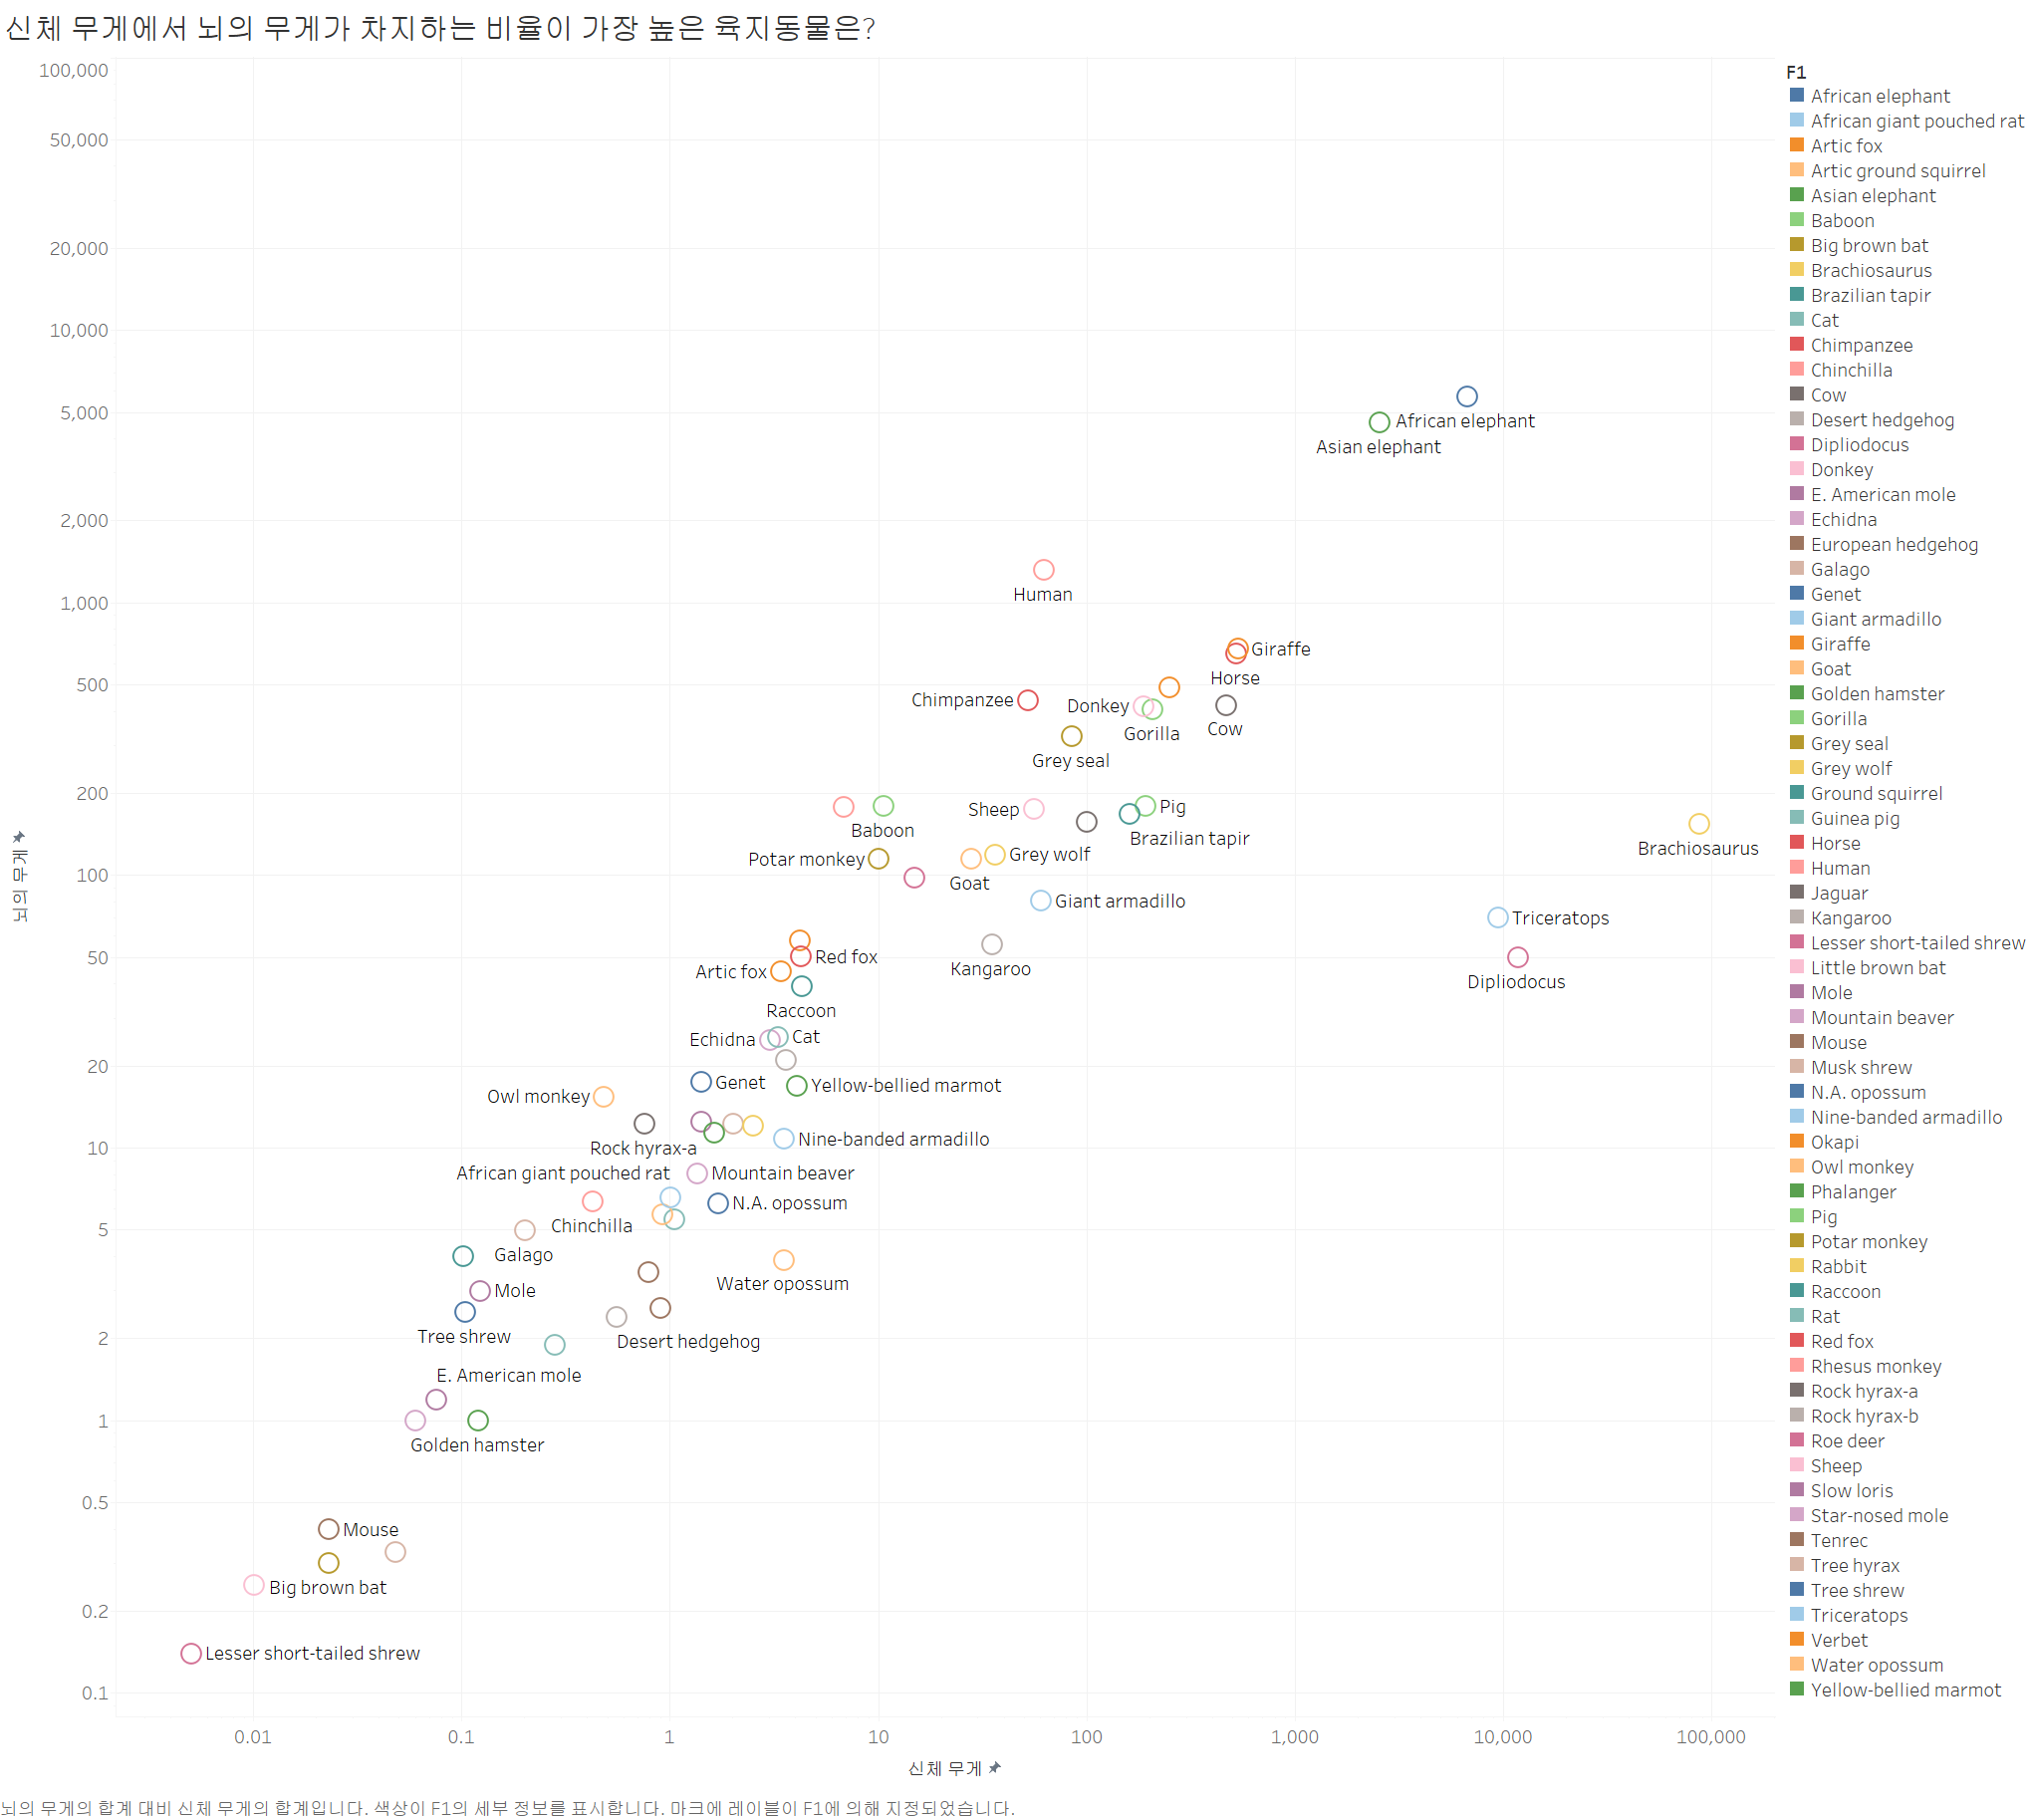 신체 무게에서 뇌의 무게가 차지하는 비율이 가장 높은 육지동물은?
100,000
50,000
20,000
10,000
5,000
2,000
1,000
500
200
100
50
20
10
5
2
1
0.5
0.2
0.1
뇌의 무게
African elephant
Asian elephant
Human
Giraffe
Horse
Chimpanzee
Donkey
Gorilla
Cow
Grey seal
Sheep
Pig
Baboon
Brazilian tapir
Brachiosaurus
Potar monkey
Grey wolf
Goat
Giant armadillo
Triceratops
Red fox
Kangaroo
Artic fox
Dipliodocus
Raccoon
Echidna
Cat
Genet
Yellow-bellied marmot
Owl monkey
Rock hyrax-a
Nine-banded armadillo
African giant pouched rat
Mountain beaver
N.A. opossum
Chinchilla
Galago
Water opossum
Mole
Tree shrew
Desert hedgehog
E. American mole
Golden hamster
Mouse
Big brown bat
Lesser short-tailed shrew
0.01
0.1
1
10
100
1,000
10,000
100,000
신체 무게
F1
African elephant
African giant pouched rat
Artic fox
Artic ground squirrel
Asian elephant
Baboon
Big brown bat
Brachiosaurus
Brazilian tapir
Cat
Chimpanzee
Chinchilla
Cow
Desert hedgehog
Dipliodocus
Donkey
E. American mole
Echidna
European hedgehog
Galago
Genet
Giant armadillo
Giraffe
Goat
Golden hamster
Gorilla
Grey seal
Grey wolf
Ground squirrel
Guinea pig
Horse
Human
Jaguar
Kangaroo
Lesser short-tailed shrew
Little brown bat
Mole
Mountain beaver
Mouse
Musk shrew
N.A. opossum
Nine-banded armadillo
Okapi
Owl monkey
Phalanger
Pig
Potar monkey
Rabbit
Raccoon
Rat
Red fox
Rhesus monkey
Rock hyrax-a
Rock hyrax-b
Roe deer
Sheep
Slow loris
Star-nosed mole
Tenrec
Tree hyrax
Tree shrew
Triceratops
Verbet
Water opossum
Yellow-bellied marmot
뇌의 무게의 합계 대비 신체 무게의 합계입니다. 색상이 F1의 세부 정보를 표시합니다. 마크에 레이블이 F1에 의해 지정되었습니다.